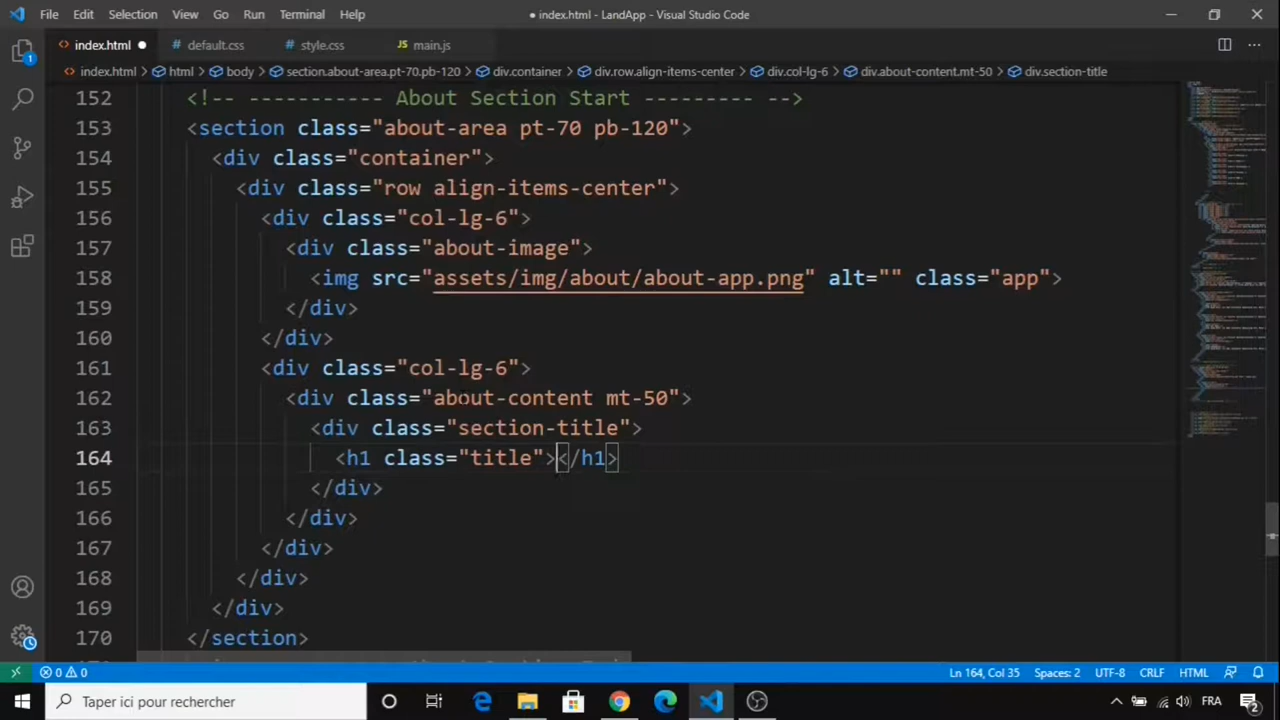 File Edit Selection View Go Run Terminal Help
● index.html - LandApp - Visual Studio Code
index.html ● # default.css # style.css JS main.js
index.html > html > body > section.about-area.pt-70.pb-120 > div.container > div.row.align-items-center > div.col-lg-6 > div.about-content.mt-50 > div.section-title
152 <!-- ----------- About Section Start --------- -->
153 <section class="about-area pt-70 pb-120">
154 <div class="container">
155 <div class="row align-items-center">
156 <div class="col-lg-6">
157 <div class="about-image">
158 <img src="assets/img/about/about-app.png" alt="" class="app">
159 </div>
160 </div>
161 <div class="col-lg-6">
162 <div class="about-content mt-50">
163 <div class="section-title">
164 <h1 class="title"></h1>
165 </div>
166 </div>
167 </div>
168 </div>
169 </div>
170 </section>
1
0 0
Ln 164, Col 35 Spaces: 2 UTF-8 CRLF HTML
Taper ici pour rechercher
FRA
2